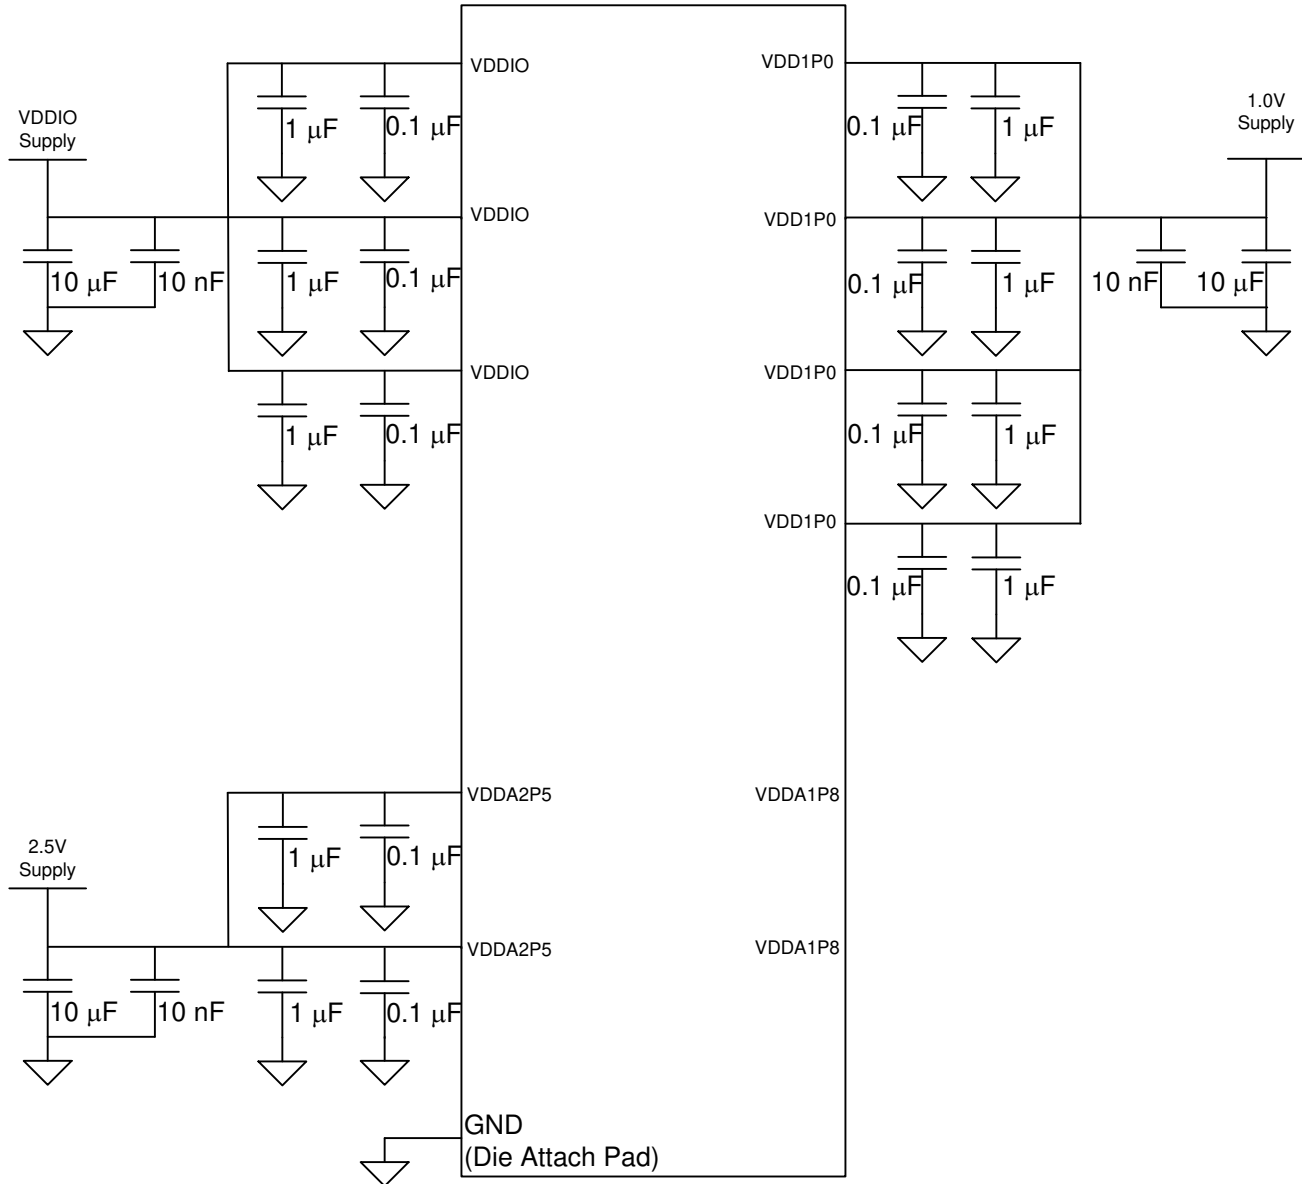 VDDIO
VDD1P0
1 μF
0.1 μF
0.1 μF
1 μF
VDDIO
Supply
1.0V
Supply
VDDIO
VDD1P0
10 μF
10 nF
1 μF
0.1 μF
0.1 μF
1 μF
10 nF
10 μF
VDDIO
VDD1P0
1 μF
0.1 μF
0.1 μF
1 μF
VDD1P0
0.1 μF
1 μF
VDDA2P5
VDDA1P8
1 μF
0.1 μF
2.5V
Supply
VDDA2P5
VDDA1P8
10 μF
10 nF
1 μF
0.1 μF
GND
(Die Attach Pad)